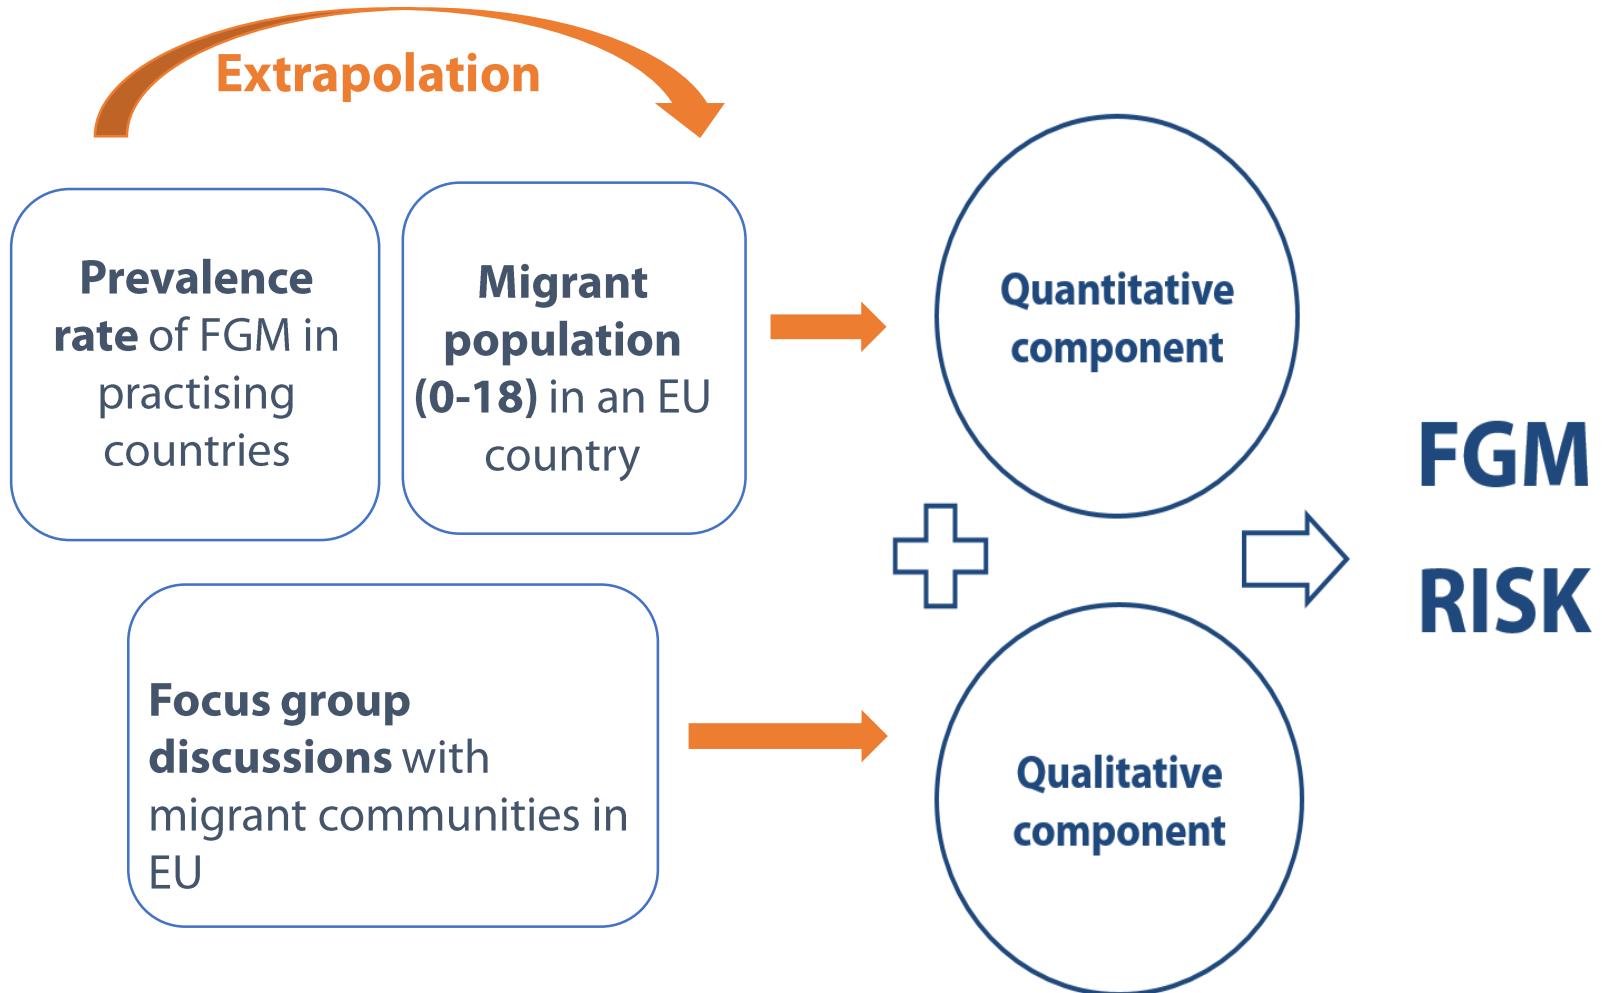 Extrapolation
Prevalence
rate of FGM in
practising
countries
Migrant
population
(0-18) in an EU
country
Quantitative
component
FGM
RISK
Focus group
discussions with
migrant communities in
EU
Qualitative
component